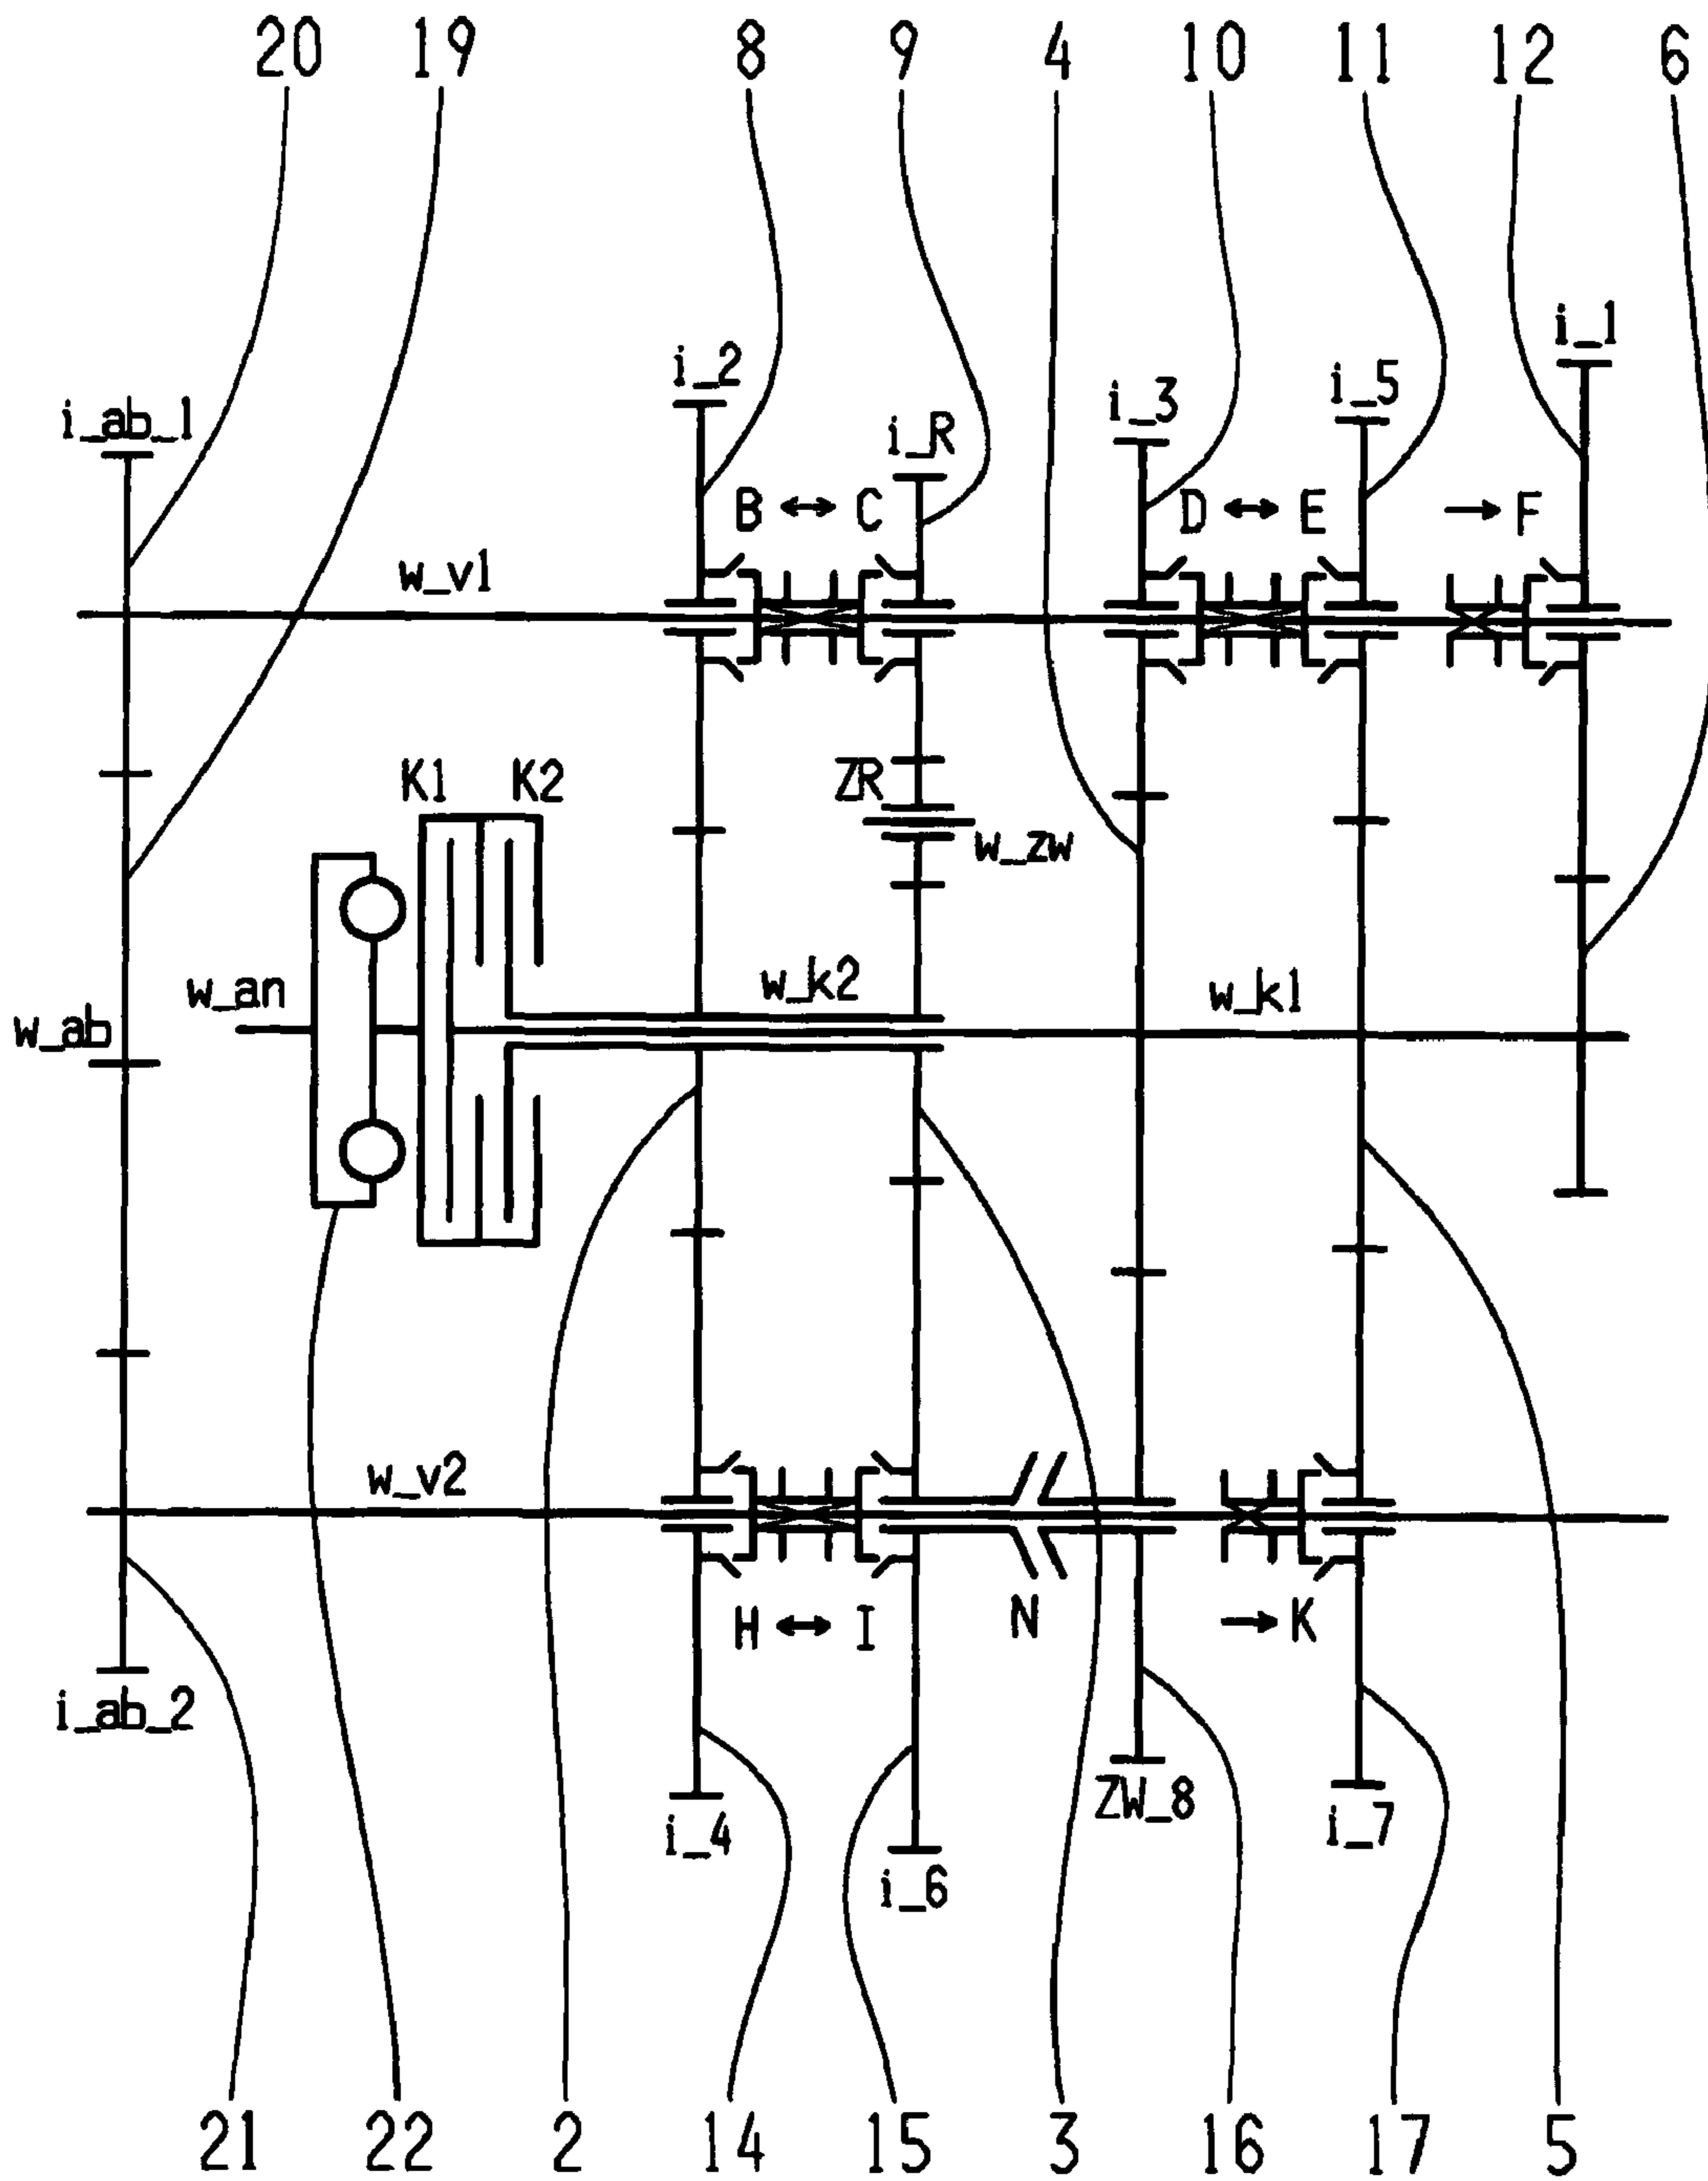 20 19 8 9 4 10 11 12 6
i_1
i_2 i_3 i_5
i_ab_1 i_R
B ↔ C D ↔ E → F
w_v1
K1 K2 ZR
w_zw
w_an w_k2 w_k1
w_ab
w_v2
H ↔ I N → K
i_ab_2
ZW_8
i_4 i_7
i_6
21 22 2 14 15 3 16 17 5